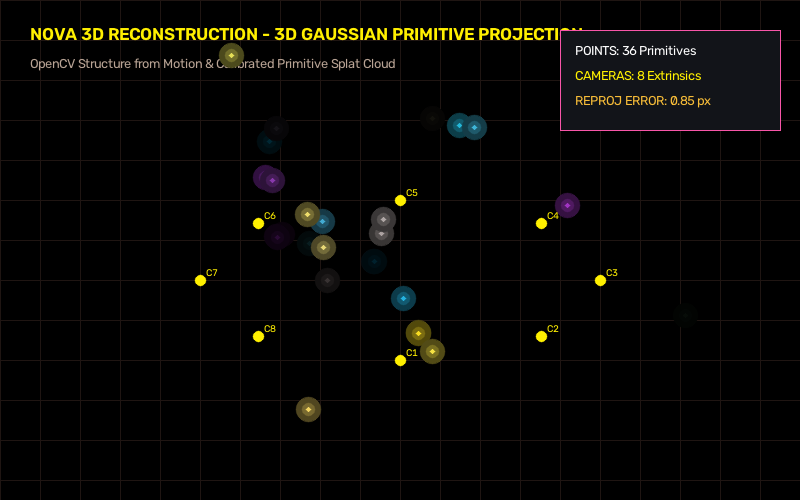 NOVA 3D RECONSTRUCTION - 3D GAUSSIAN PRIMITIVE PROJECTION
OpenCV Structure from Motion & Calibrated Primitive Splat Cloud
POINTS: 36 Primitives
CAMERAS: 8 Extrinsics
REPROJ ERROR: 0.85 px
C5
C6
C4
C7
C3
C8
C2
C1